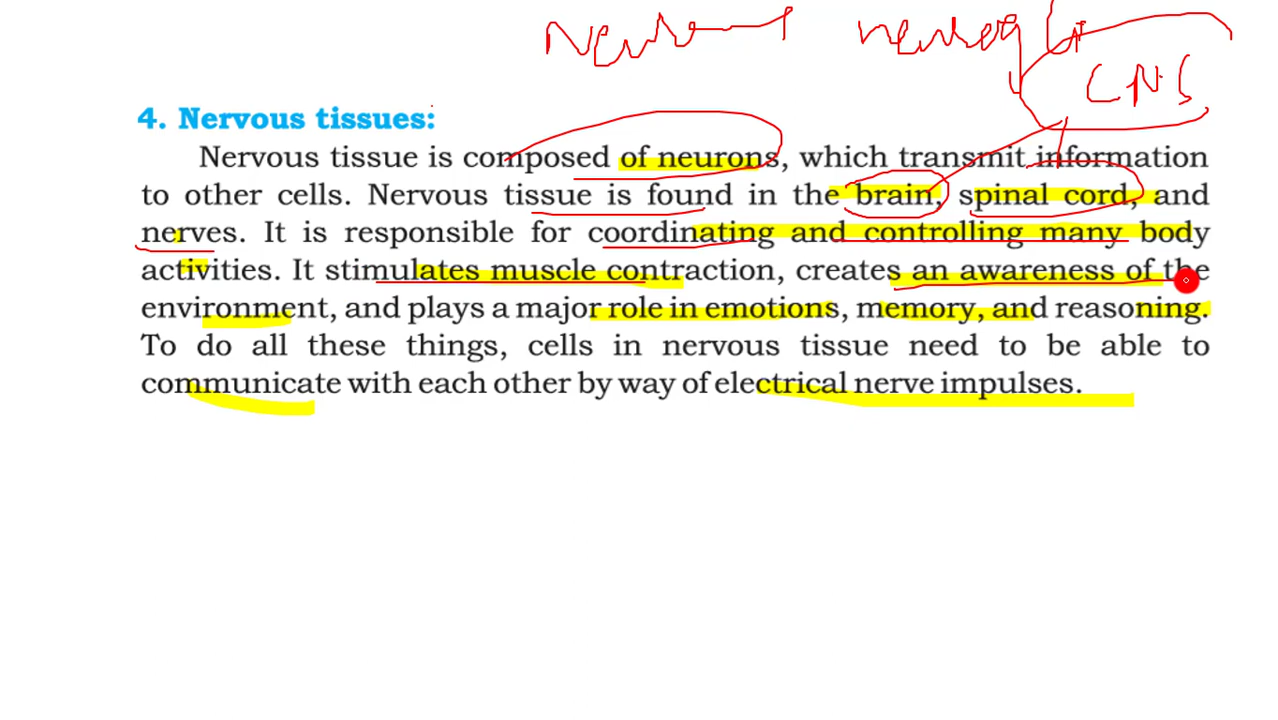 Neurons neurogl
CNS
4. Nervous tissues:
Nervous tissue is composed of neurons, which transmit information
to other cells. Nervous tissue is found in the brain, spinal cord, and
nerves. It is responsible for coordinating and controlling many body
activities. It stimulates muscle contraction, creates an awareness of the
environment, and plays a major role in emotions, memory, and reasoning.
To do all these things, cells in nervous tissue need to be able to
communicate with each other by way of electrical nerve impulses.